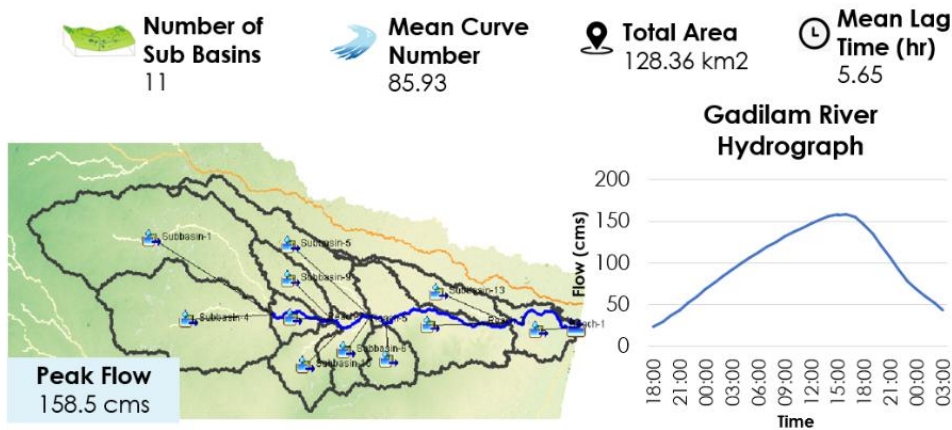 Number of
Sub Basins
11
Mean Curve
Number
85.93
Total Area
128.36 km2
Mean Lag
Time (hr)
5.65
Gadilam River
Hydrograph
Subbasin-1
Subbasin-5
Subbasin-9
Subbasin-13
Subbasin-4
Reach-1
Subbasin-6
Peak Flow
158.5 cms
Flow (cms)
200
150
100
50
0
18:00
21:00
00:00
03:00
06:00
09:00
12:00
15:00
18:00
21:00
00:00
03:00
Time